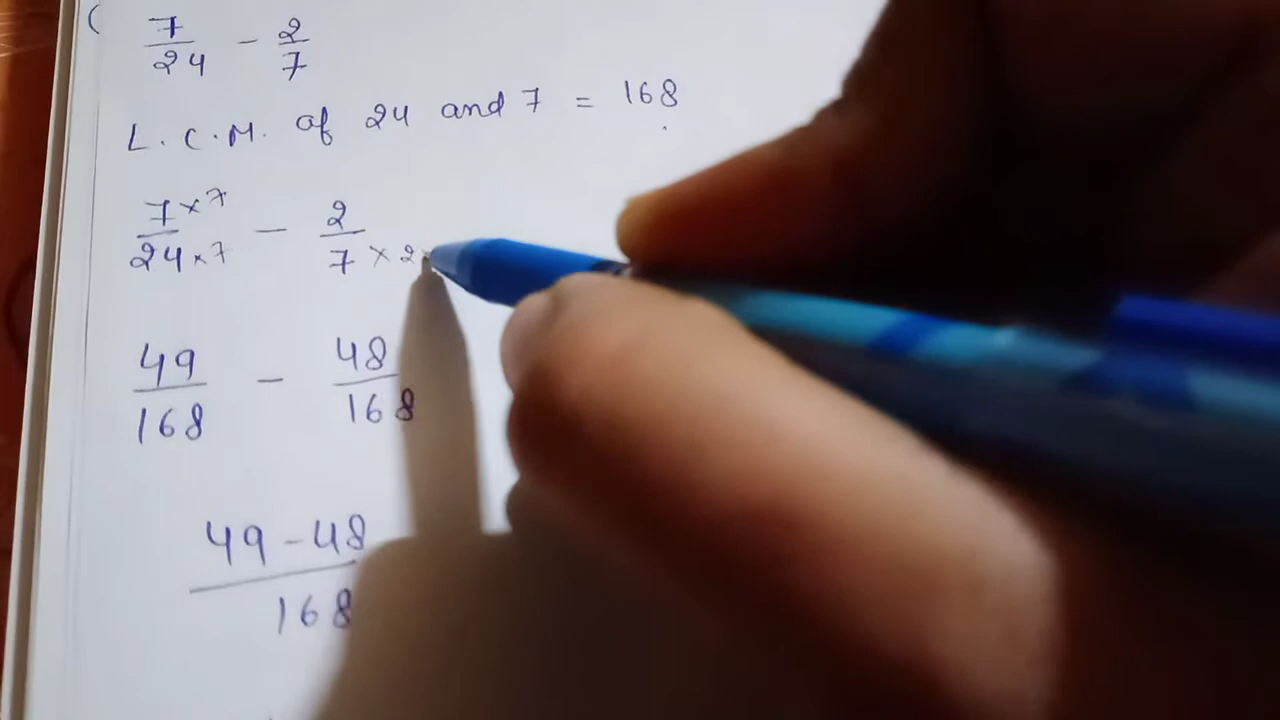 7/24 - 2/7
L.C.M. of 24 and 7 = 168
7×7/24×7 - 2/7×2
49/168 - 48/168
49-48/168